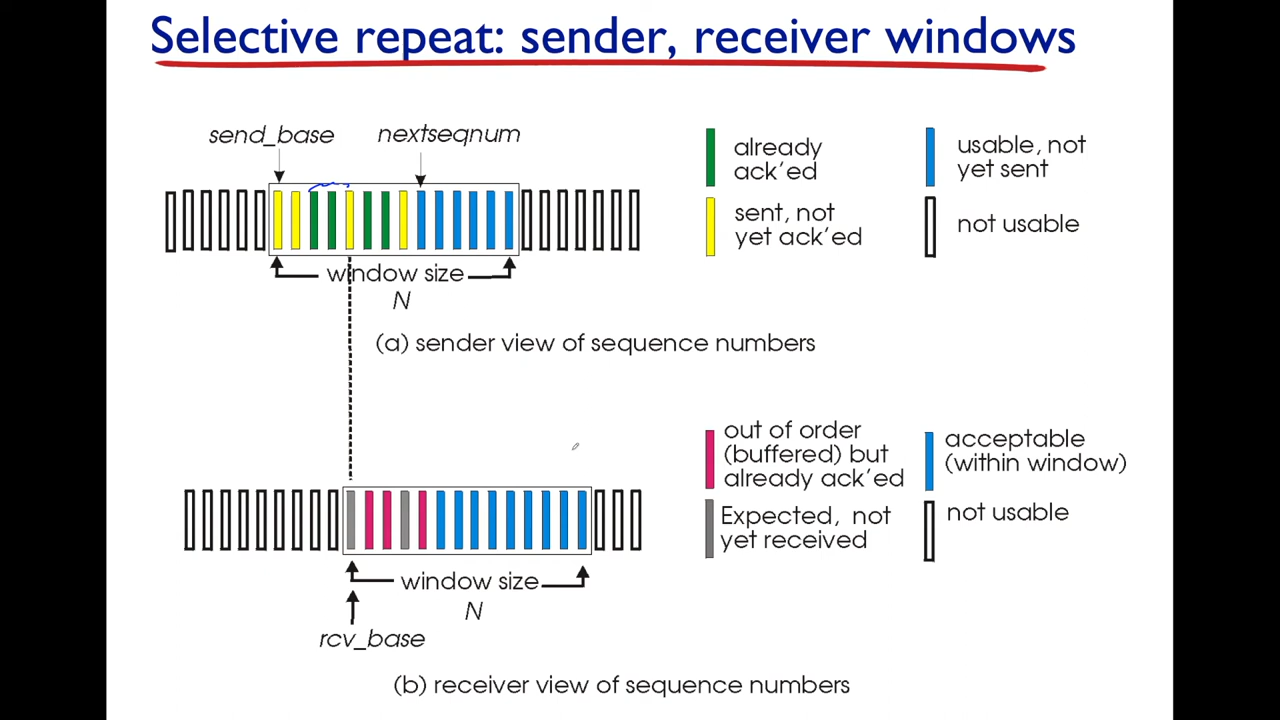 Selective repeat: sender, receiver windows
send_base
nextseqnum
already
ack'ed
usable, not
yet sent
sent, not
yet ack'ed
not usable
window size
N
(a) sender view of sequence numbers
out of order
(buffered) but
already ack'ed
acceptable
(within window)
Expected, not
yet received
not usable
window size
N
rcv_base
(b) receiver view of sequence numbers